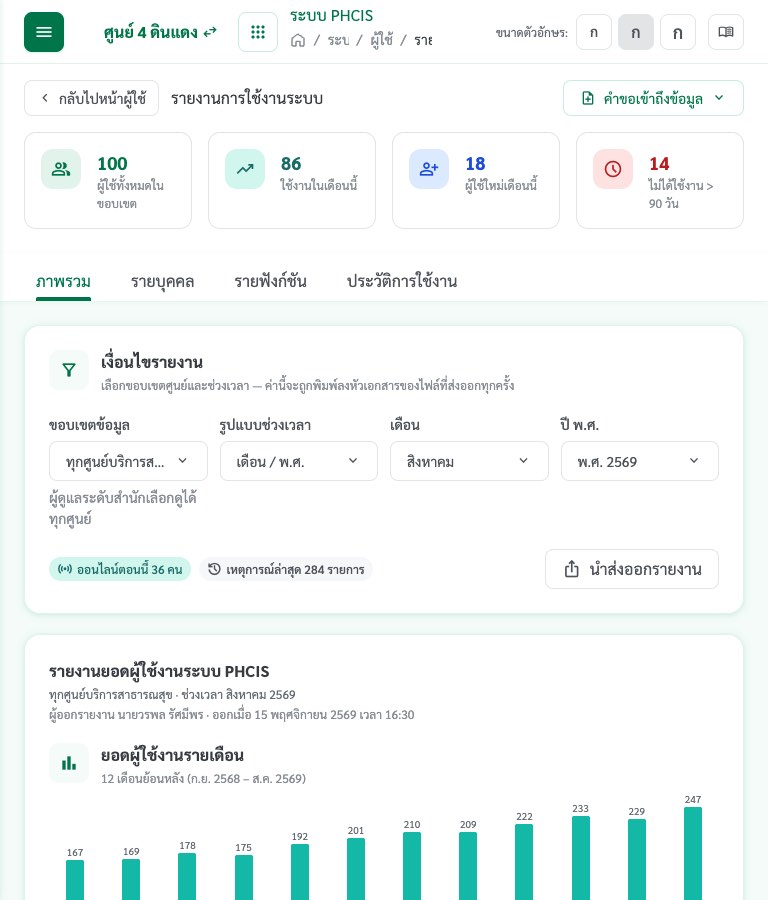 ระบบ PHCIS
ศูนย์ 4 ดินแดง
/ ระบ / ผู้ใช้ / ราย
ขนาดตัวอักษร: ก ก ก
กลับไปหน้าผู้ใช้
รายงานการใช้งานระบบ
คำขอเข้าถึงข้อมูล
100
ผู้ใช้ทั้งหมดใน
ขอบเขต
86
ใช้งานในเดือนนี้
18
ผู้ใช้ใหม่เดือนนี้
14
ไม่ได้ใช้งาน >
90 วัน
ภาพรวม รายบุคคล รายฟังก์ชัน ประวัติการใช้งาน
เงื่อนไขรายงาน
เลือกขอบเขตศูนย์และช่วงเวลา — ค่านี้จะถูกพิมพ์ลงหัวเอกสารของไฟล์ที่ส่งออกทุกครั้ง
ขอบเขตข้อมูล รูปแบบช่วงเวลา เดือน ปี พ.ศ.
ทุกศูนย์บริการส... เดือน / พ.ศ. สิงหาคม พ.ศ. 2569
ผู้ดูแลระดับสำนักเลือกดูได้
ทุกศูนย์
ออนไลน์ตอนนี้ 36 คน เหตุการณ์ล่าสุด 284 รายการ นำส่งออกรายงาน
รายงานยอดผู้ใช้งานระบบ PHCIS
ทุกศูนย์บริการสาธารณสุข · ช่วงเวลา สิงหาคม 2569
ผู้ออกรายงาน นายวรพล รัศมีพร · ออกเมื่อ 15 พฤศจิกายน 2569 เวลา 16:30
ยอดผู้ใช้งานรายเดือน
12 เดือนย้อนหลัง (ก.ย. 2568 – ส.ค. 2569)
167 169 178 175 192 201 210 209 222 233 229 247